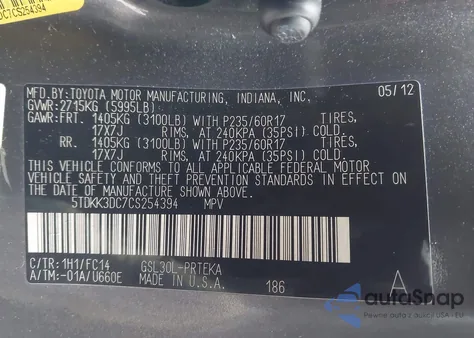 DC7CS254394
MFD.BY:TOYOTA MOTOR MANUFACTURING, INDIANA, INC.
05/12
GVWR:2715KG (5995LB)
GAWR:FRT. 1405KG (3100LB) WITH P235/60R17 TIRES,
17X7J RIMS, AT 240KPA (35PSI) COLD.
RR. 1405KG (3100LB) WITH P235/60R17 TIRES,
17X7J RIMS, AT 240KPA (35PSI) COLD.
THIS VEHICLE CONFORMS TO ALL APPLICABLE FEDERAL MOTOR
VEHICLE SAFETY AND THEFT PREVENTION STANDARDS IN EFFECT
ON THE DATE OF MANUFACTURE SHOWN ABOVE.
5TDKK3DC7CS254394 MPV
C/TR:1H1/FC14 GSL30L-PRTEKA
A/TM:-01A/U660E MADE IN U.S.A. 186 A
autoSnap
Copart USA - EU